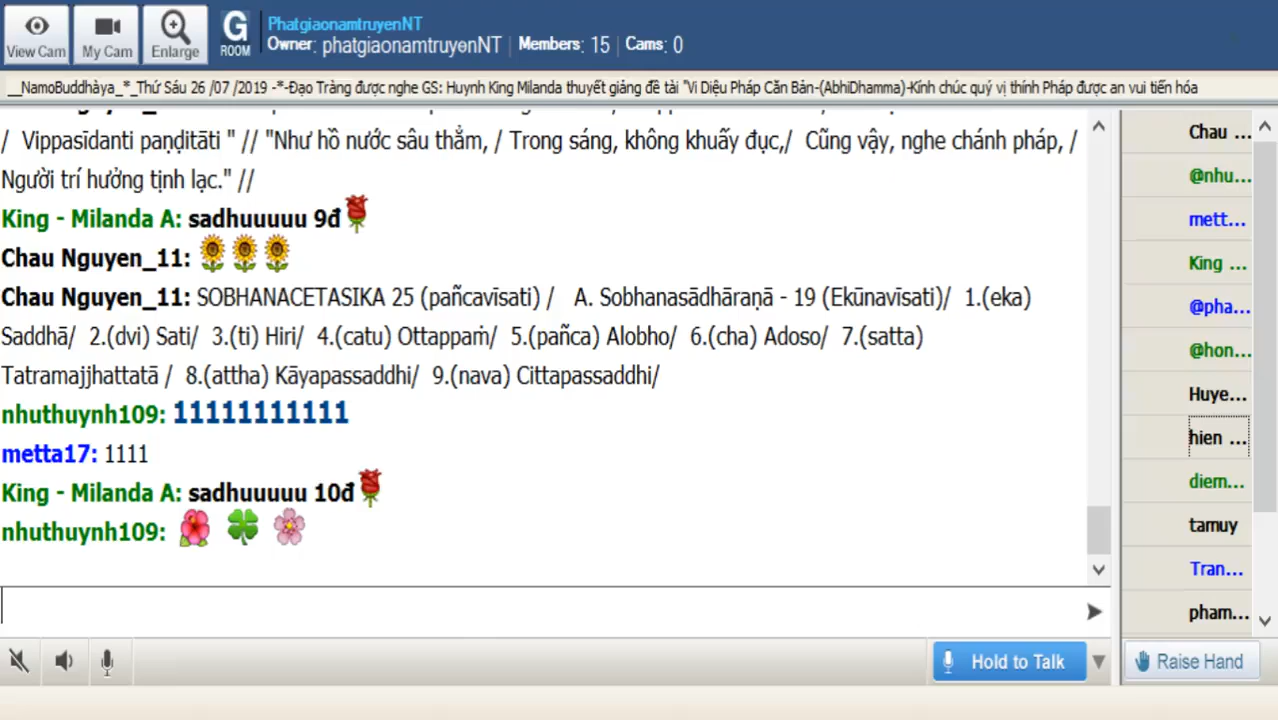 View Cam
My Cam
Enlarge
G
ROOM
PhatgiaonamtruyenNT
Owner: phatgiaonamtruyenNT | Members: 15 | Cams: 0
__NamoBuddhàya_*_Thứ Sáu 26 /07 /2019 -*-Đạo Tràng được nghe GS: Huynh King Milanda thuyết giảng đề tài "Vi Diệu Pháp Căn Bản-(AbhiDhamma)-Kính chúc quý vị thính Pháp được an vui tiến hóa
/ Vippasīdanti paṇḍitāti " // "Như hồ nước sâu thẳm, / Trong sáng, không khuấy đục,/ Cũng vậy, nghe chánh pháp, /
Người trí hưởng tịnh lạc." //
King - Milanda A: sadhuuuuu 9đ
Chau Nguyen_11:
Chau Nguyen_11: SOBHANACETASIKA 25 (pañcavīsati) / A. Sobhanasādhāraṇā - 19 (Ekūnavīsati)/ 1.(eka)
Saddhā/ 2.(dvi) Sati/ 3.(ti) Hiri/ 4.(catu) Ottappaṁ/ 5.(pañca) Alobho/ 6.(cha) Adoso/ 7.(satta)
Tatramajjhattatā / 8.(attha) Kāyapassaddhi/ 9.(nava) Cittapassaddhi/
nhuthuynh109: 11111111111
metta17: 1111
King - Milanda A: sadhuuuuu 10đ
nhuthuynh109:
Chau ...
@nhu...
mett...
King ...
@pha...
@hon...
Huye...
hien ...
diem...
tamuy
Tran...
pham...
Hold to Talk
Raise Hand